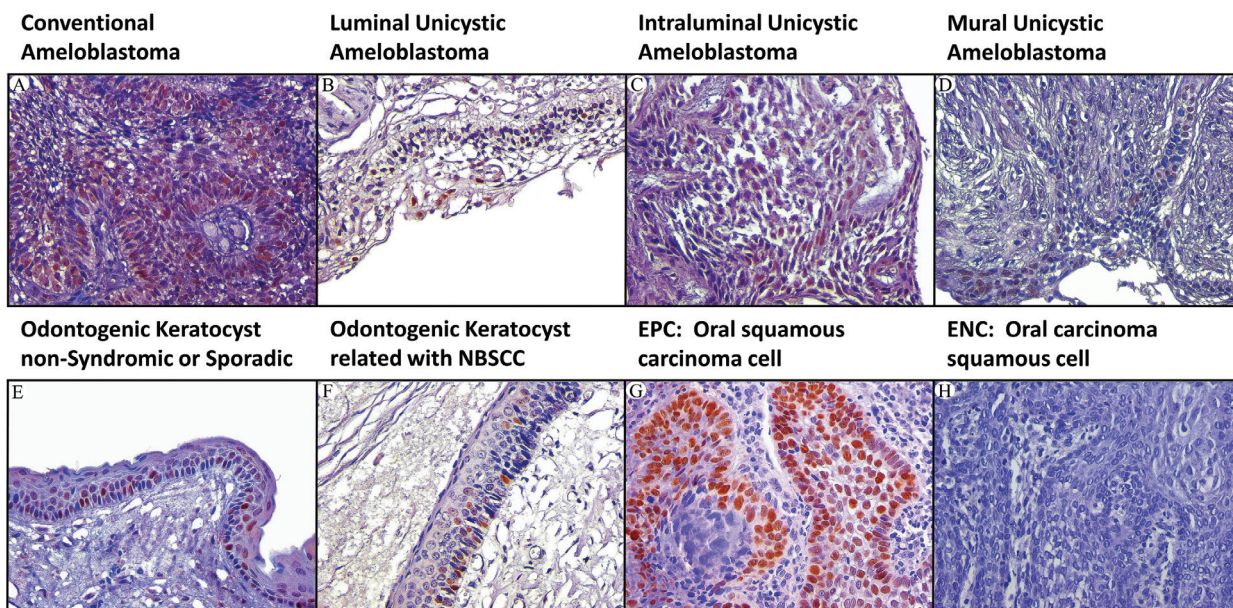 Conventional
Ameloblastoma
Luminal Unicystic
Ameloblastoma
Intraluminal Unicystic
Ameloblastoma
Mural Unicystic
Ameloblastoma
A
B
C
D
Odontogenic Keratocyst
non-Syndromic or Sporadic
Odontogenic Keratocyst
related with NBSCC
EPC: Oral squamous
carcinoma cell
ENC: Oral carcinoma
squamous cell
E
F
G
H